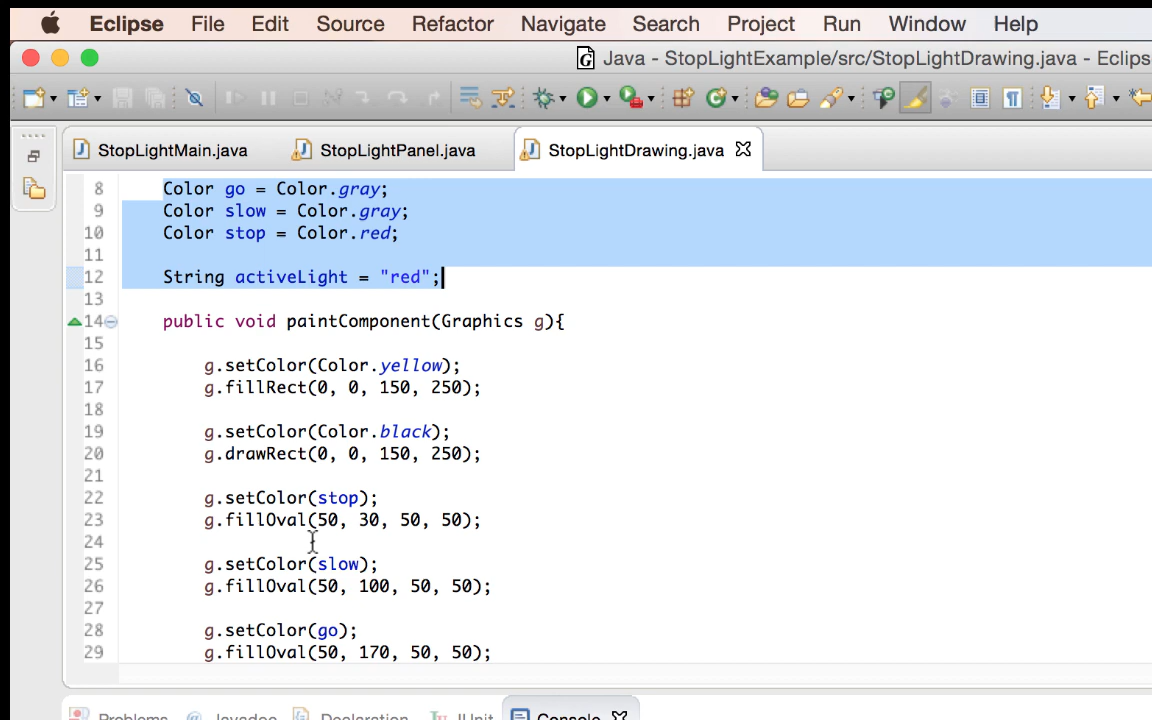 Eclipse File Edit Source Refactor Navigate Search Project Run Window Help
Java - StopLightExample/src/StopLightDrawing.java - Eclips
StopLightMain.java StopLightPanel.java StopLightDrawing.java
8 Color go = Color.gray;
9 Color slow = Color.gray;
10 Color stop = Color.red;
11
12 String activeLight = "red";
13
14 public void paintComponent(Graphics g){
15
16 g.setColor(Color.yellow);
17 g.fillRect(0, 0, 150, 250);
18
19 g.setColor(Color.black);
20 g.drawRect(0, 0, 150, 250);
21
22 g.setColor(stop);
23 g.fillOval(50, 30, 50, 50);
24
25 g.setColor(slow);
26 g.fillOval(50, 100, 50, 50);
27
28 g.setColor(go);
29 g.fillOval(50, 170, 50, 50);
Problems @ Javadoc Declaration JUnit Console